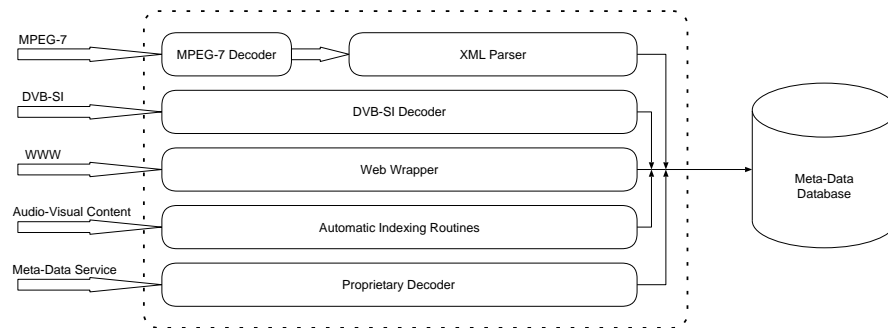 MPEG-7
MPEG-7 Decoder
XML Parser
DVB-SI
DVB-SI Decoder
WWW
Web Wrapper
Meta-Data
Database
Audio-Visual Content
Automatic Indexing Routines
Meta-Data Service
Proprietary Decoder